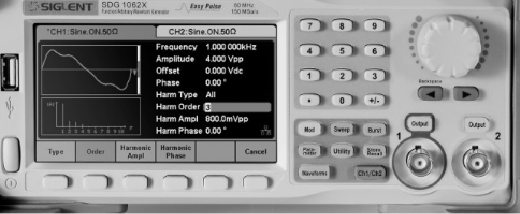 SIGLENT SDG 1062X
Function/Arbitrary Waveform Generator
Easy Pulse
60 MHz
150 MSa/s
*CH1: Sine.ON.50Ω
CH2:Sine.ON.50Ω
Frequency 1.000 000kHz
Amplitude 4.000 Vpp
Offset 0.000 Vdc
Phase 0.00 °
Harm Type All
Harm Order 3
Harm Ampl 800.0mVpp
Harm Phase 0.00 °
Type
Order
Harmonic
Ampl
Harmonic
Phase
Cancel
7 8 9
4 5 6
1 2 3
. 0 +/-
Mod Sweep Burst
Parameter Utility Store Recall
Waveforms Ch1/Ch2
Output
Output
1
2